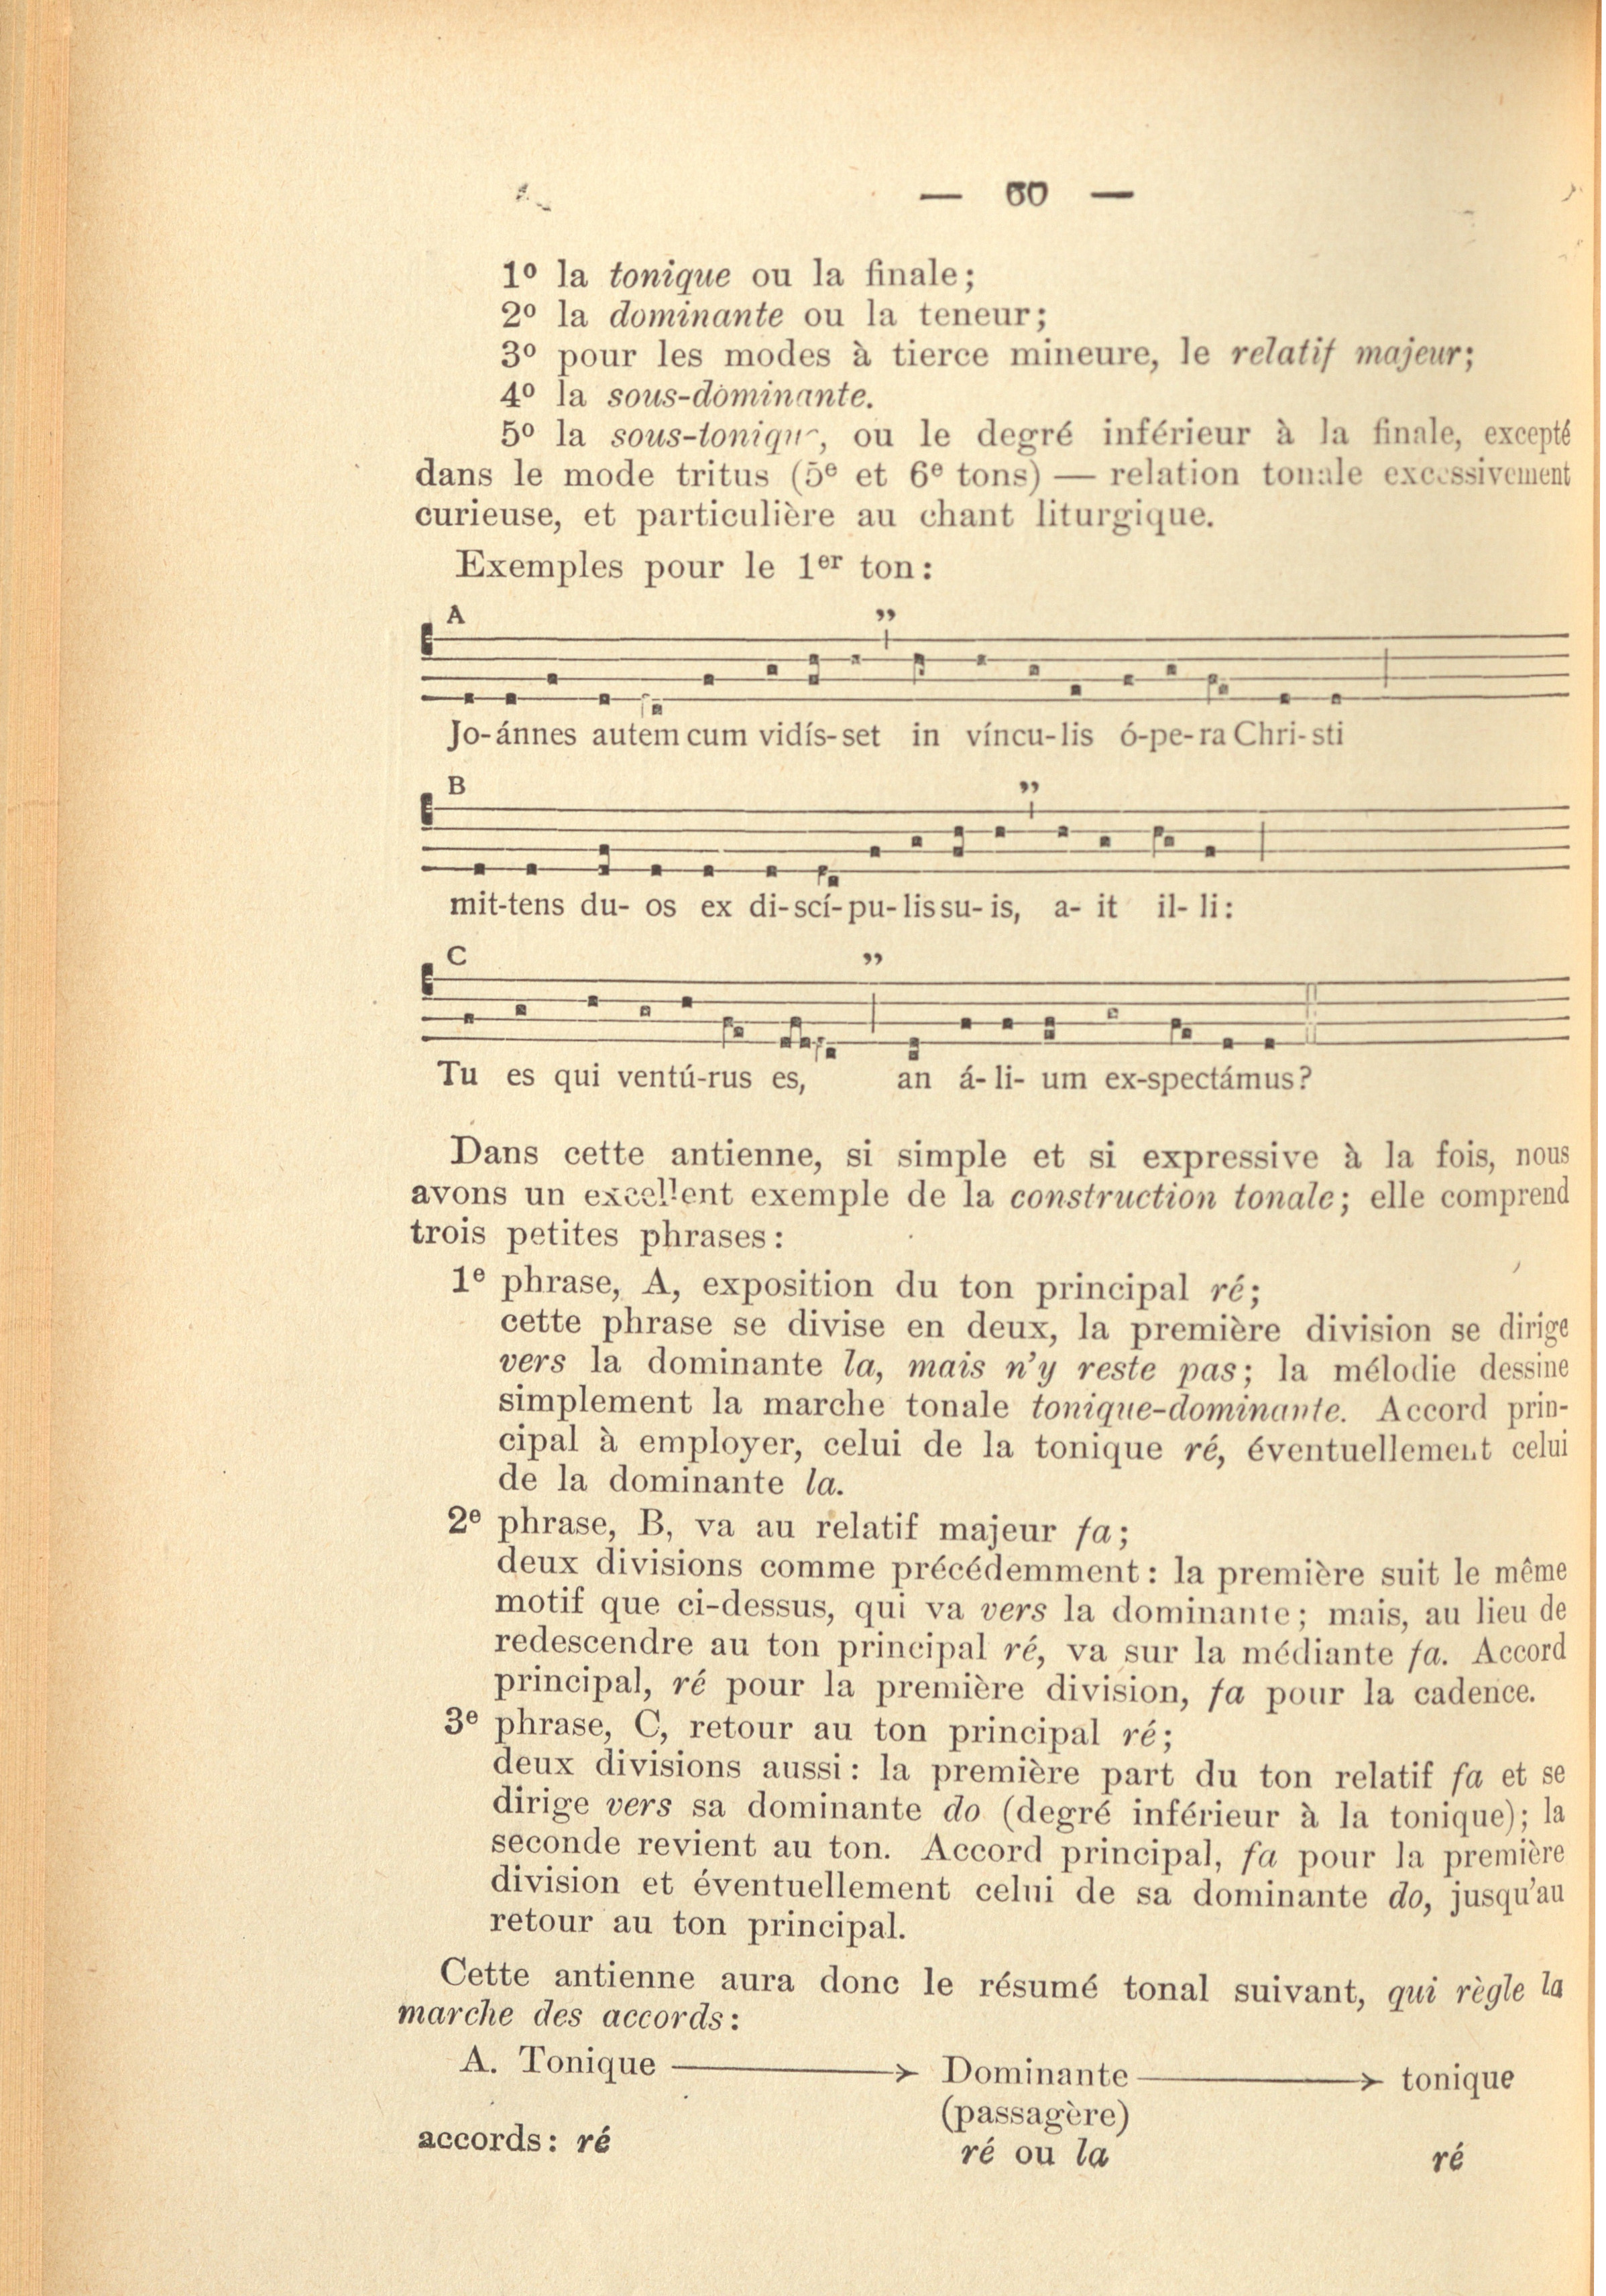 — 60 —
1º la tonique ou la finale;
2º la dominante ou la teneur;
3º pour les modes à tierce mineure, le relatif majeur;
4º la sous-dominante.
5º la sous-tonique, ou le degré inférieur à la finale, excepté
dans le mode tritus (5e et 6e tons) — relation tonale excessivement
curieuse, et particulière au chant liturgique.
Exemples pour le 1er ton:
A
Jo-ánnes autem cum vidís-set in víncu-lis ó-pe-ra Chri-sti
B
mit-tens du- os ex di-scí-pu-lis su-is, a- it il- li:
C
Tu es qui ventú-rus es, an á-li- um ex-spectámus?
Dans cette antienne, si simple et si expressive à la fois, nous
avons un excellent exemple de la construction tonale; elle comprend
trois petites phrases:
1e phrase, A, exposition du ton principal ré;
cette phrase se divise en deux, la première division se dirige
vers la dominante la, mais n'y reste pas; la mélodie dessine
simplement la marche tonale tonique-dominante. Accord prin-
cipal à employer, celui de la tonique ré, éventuellement celui
de la dominante la.
2e phrase, B, va au relatif majeur fa;
deux divisions comme précédemment: la première suit le même
motif que ci-dessus, qui va vers la dominante; mais, au lieu de
redescendre au ton principal ré, va sur la médiante fa. Accord
principal, ré pour la première division, fa pour la cadence.
3e phrase, C, retour au ton principal ré;
deux divisions aussi: la première part du ton relatif fa et se
dirige vers sa dominante do (degré inférieur à la tonique); la
seconde revient au ton. Accord principal, fa pour la première
division et éventuellement celui de sa dominante do, jusqu'au
retour au ton principal.
Cette antienne aura donc le résumé tonal suivant, qui règle la
marche des accords:
A. Tonique ⟶ Dominante ⟶ tonique
(passagère)
accords: ré ré ou la ré